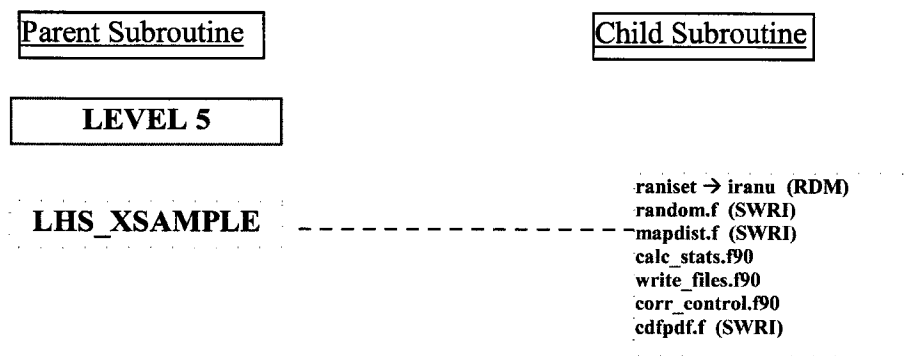 Parent Subroutine
Child Subroutine
LEVEL 5
LHS_XSAMPLE
raniset → iranu (RDM)
random.f (SWRI)
mapdist.f (SWRI)
calc_stats.f90
write_files.f90
corr_control.f90
cdfpdf.f (SWRI)